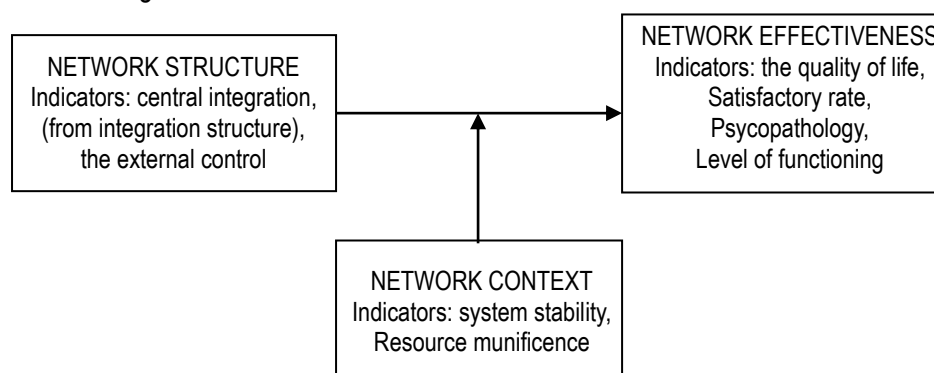 NETWORK STRUCTURE
Indicators: central integration,
(from integration structure),
the external control
NETWORK EFFECTIVENESS
Indicators: the quality of life,
Satisfactory rate,
Psycopathology,
Level of functioning
NETWORK CONTEXT
Indicators: system stability,
Resource munificence